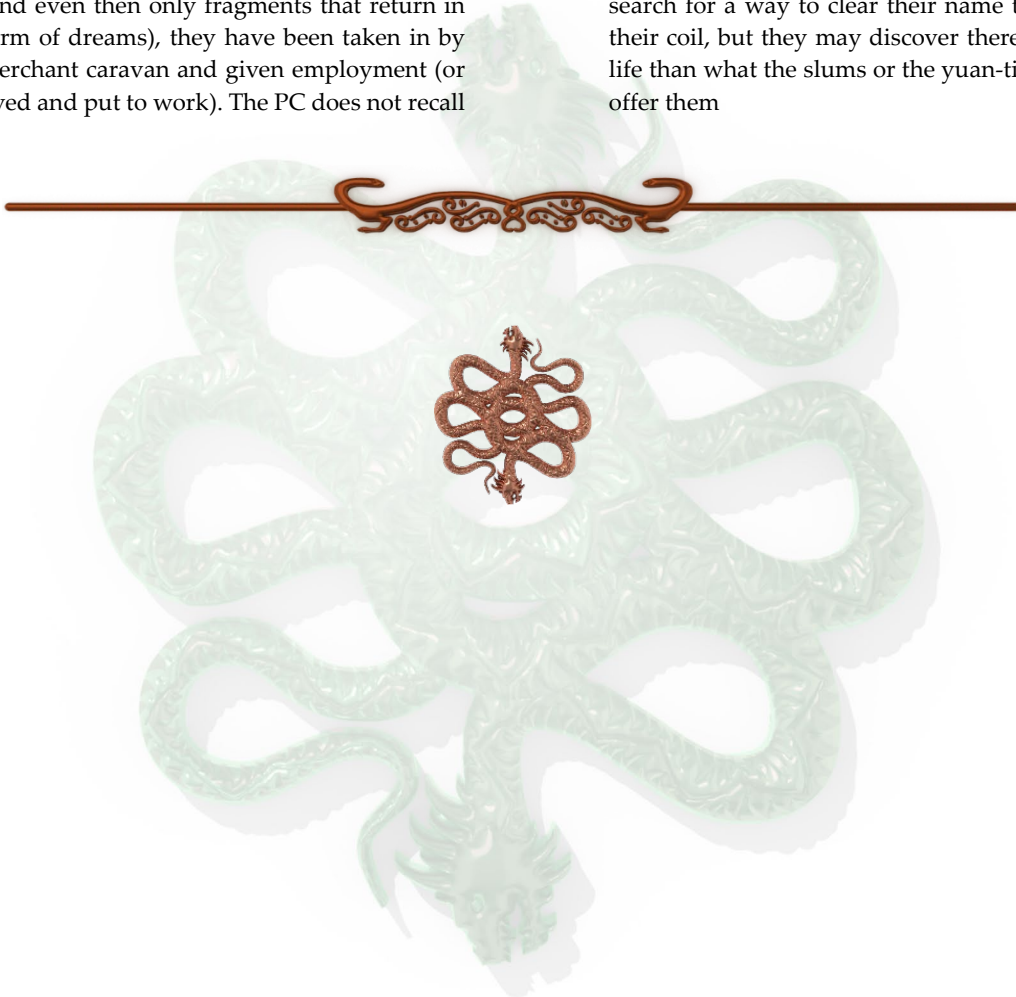 nd even then only fragments that return in
rm of dreams), they have been taken in by
erchant caravan and given employment (or
ved and put to work). The PC does not recall
search for a way to clear their name t
their coil, but they may discover there
life than what the slums or the yuan-ti
offer them